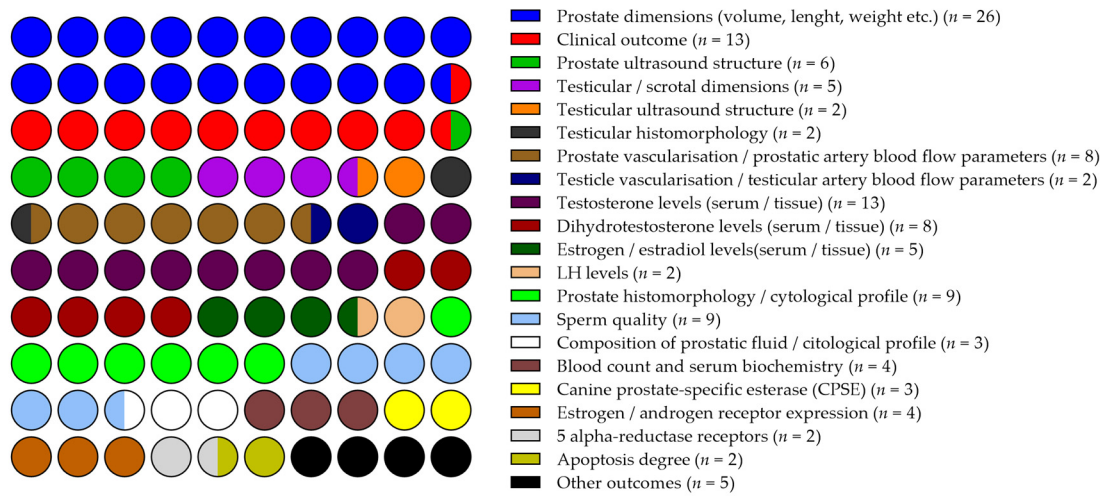 Prostate dimensions (volume, lenght, weight etc.) (n = 26)
Clinical outcome (n = 13)
Prostate ultrasound structure (n = 6)
Testicular / scrotal dimensions (n = 5)
Testicular ultrasound structure (n = 2)
Testicular histomorphology (n = 2)
Prostate vascularisation / prostatic artery blood flow parameters (n = 8)
Testicle vascularisation / testicular artery blood flow parameters (n = 2)
Testosterone levels (serum / tissue) (n = 13)
Dihydrotestosterone levels (serum / tissue) (n = 8)
Estrogen / estradiol levels(serum / tissue) (n = 5)
LH levels (n = 2)
Prostate histomorphology / cytological profile (n = 9)
Sperm quality (n = 9)
Composition of prostatic fluid / citological profile (n = 3)
Blood count and serum biochemistry (n = 4)
Canine prostate-specific esterase (CPSE) (n = 3)
Estrogen / androgen receptor expression (n = 4)
5 alpha-reductase receptors (n = 2)
Apoptosis degree (n = 2)
Other outcomes (n = 5)